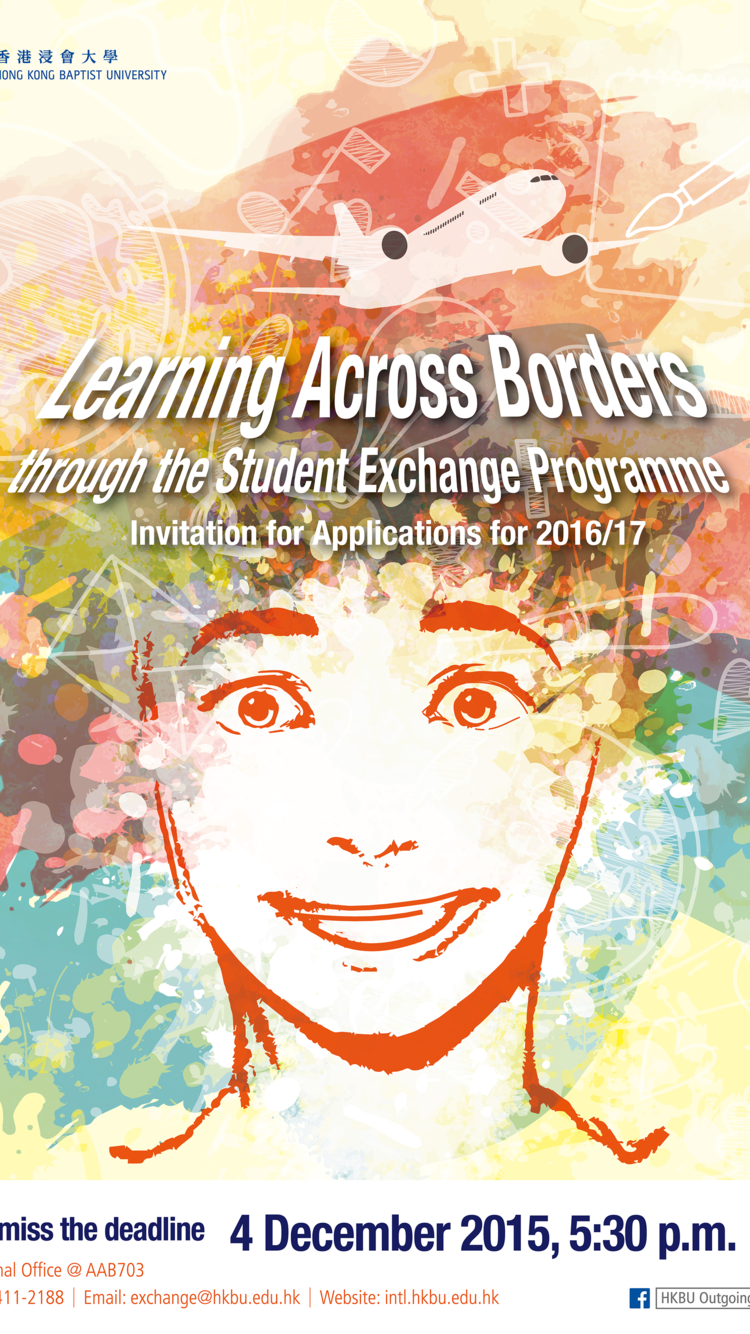 香港浸會大學
HONG KONG BAPTIST UNIVERSITY
Learning Across Borders
through the Student Exchange Programme
Invitation for Applications for 2016/17
miss the deadline 4 December 2015, 5:30 p.m.
Office @ AAB703
411-2188 | Email: exchange@hkbu.edu.hk | Website: intl.hkbu.edu.hk
HKBU Outgoing